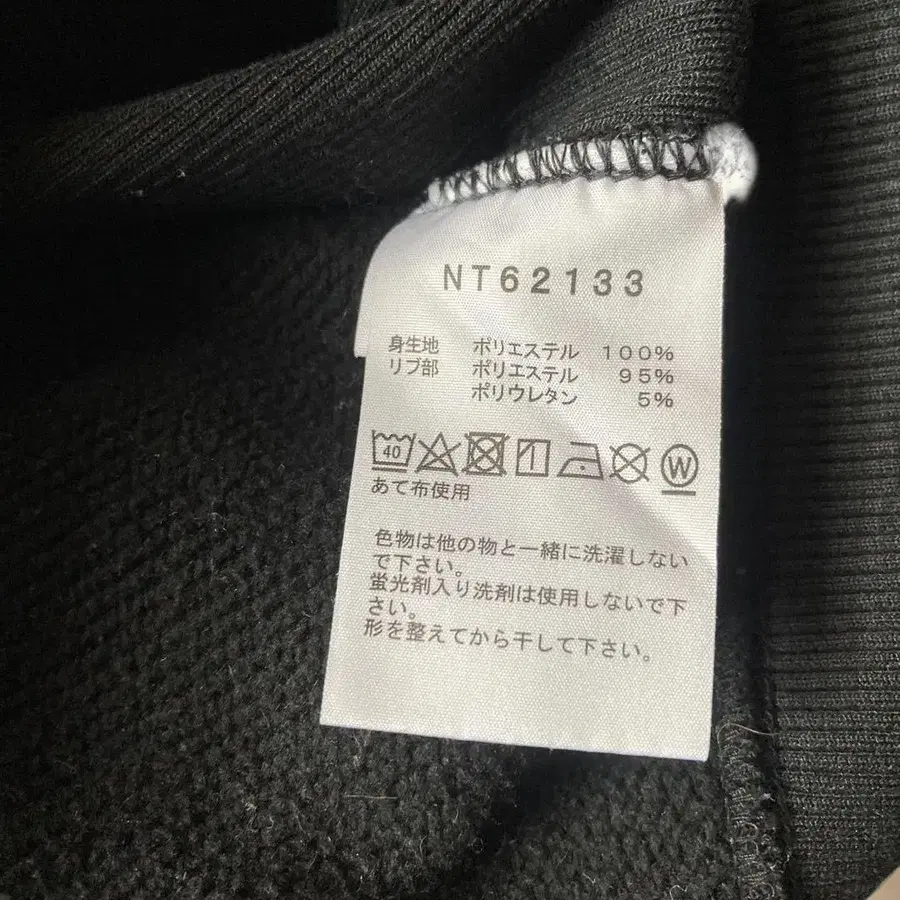 NT62133
身生地 ポリエステル 100%
リブ部 ポリエステル 95%
ポリウレタン 5%
40 W
あて布使用
色物は他の物と一緒に洗濯しない
で下さい。
蛍光剤入り洗剤は使用しないで下
さい。
形を整えてから干して下さい。